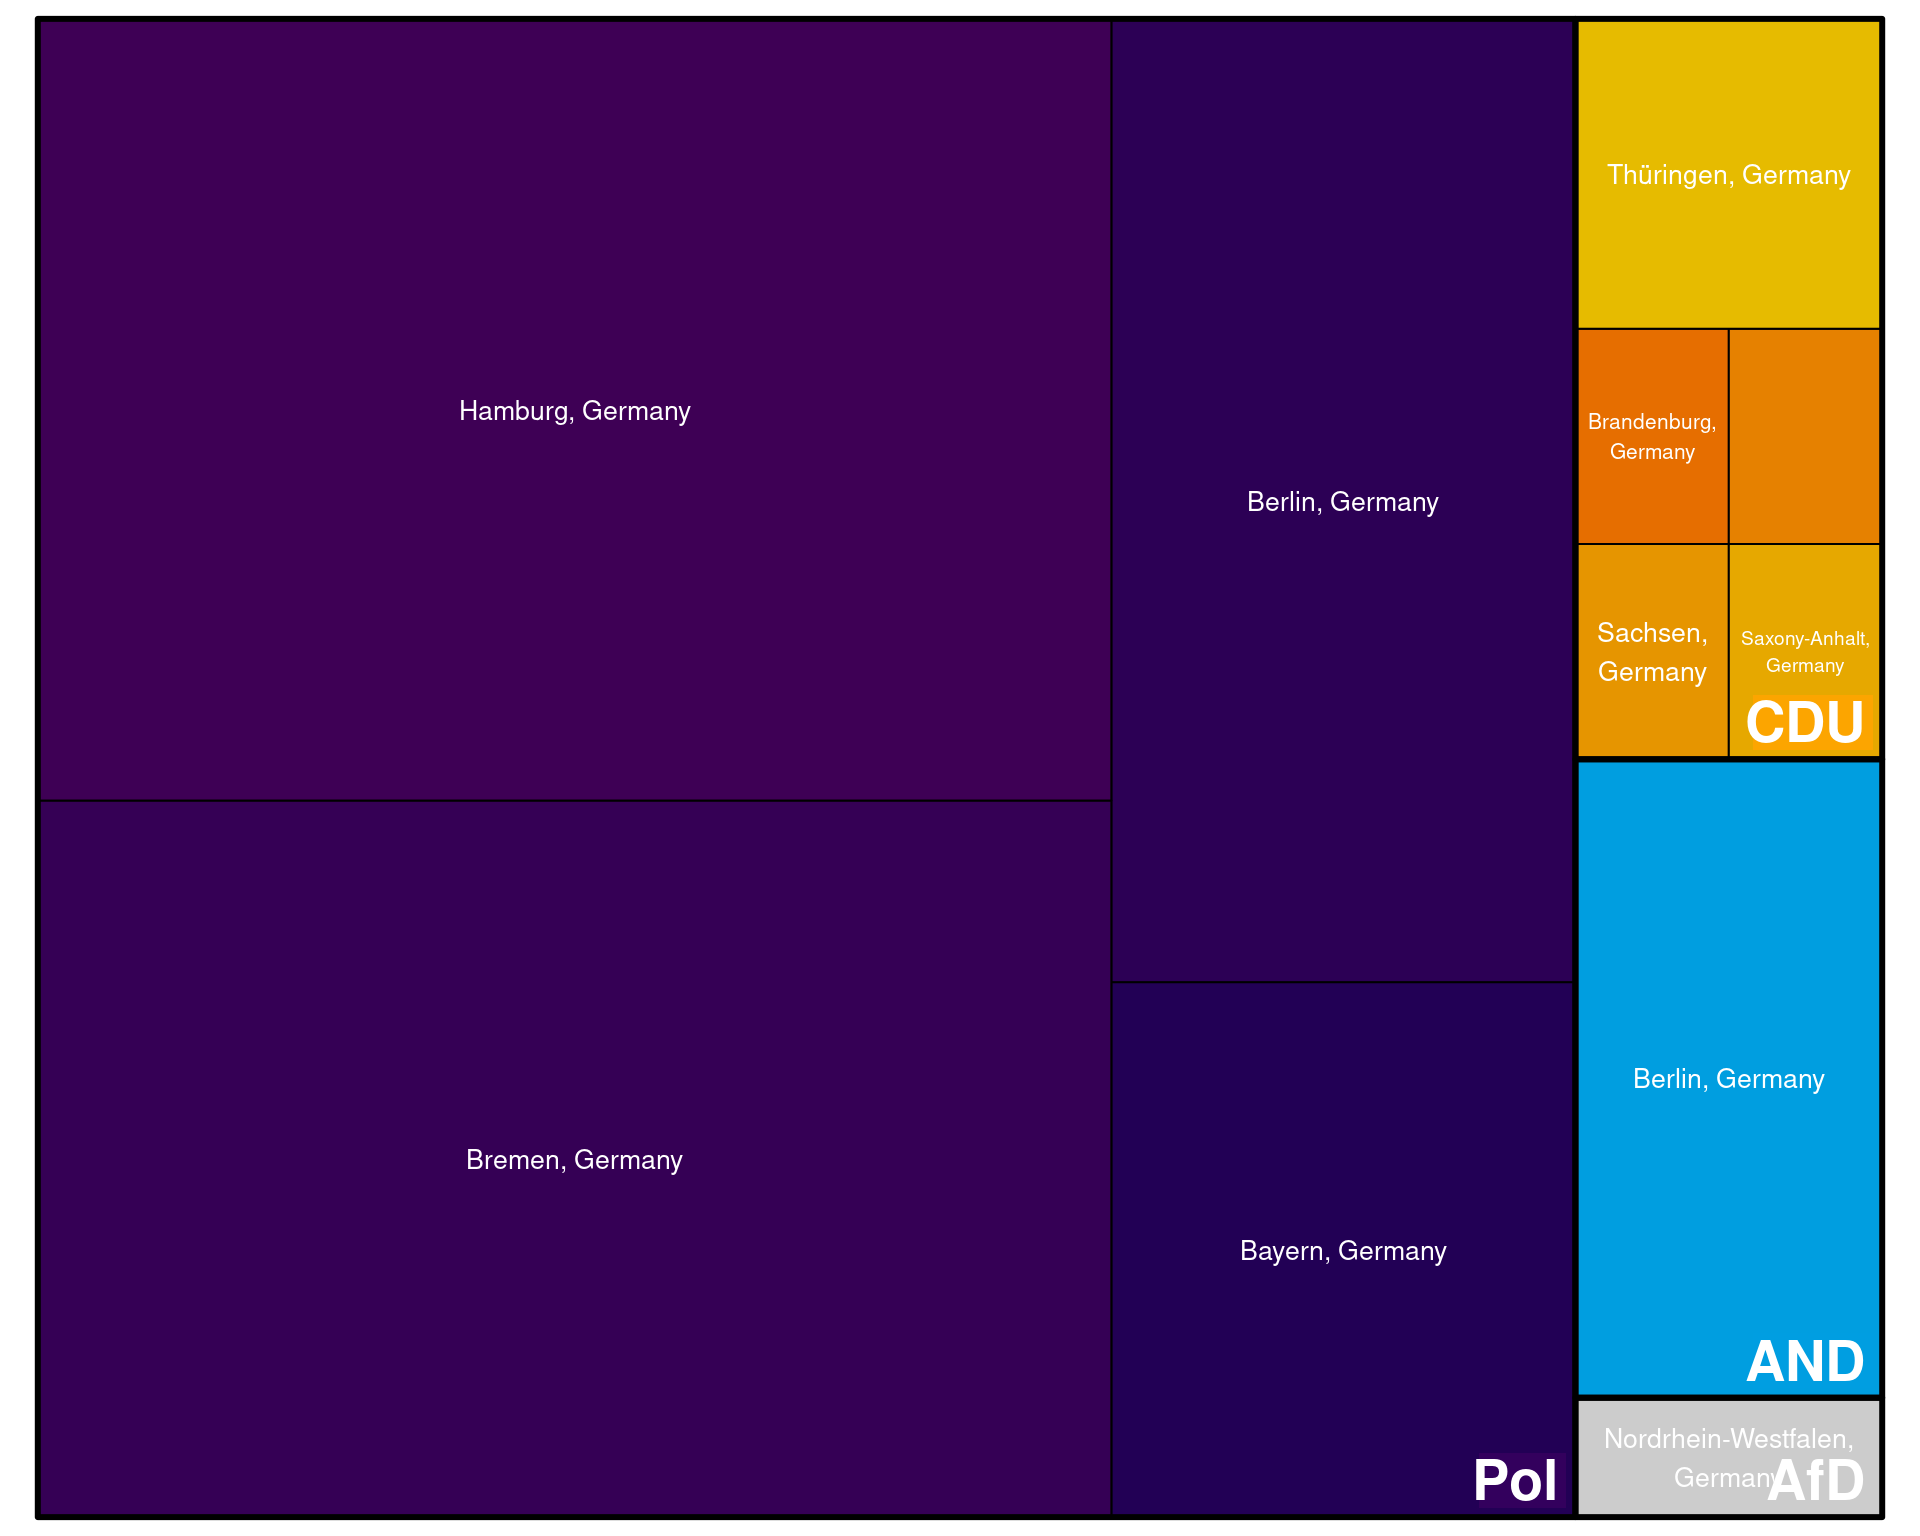 Hamburg, Germany
Bremen, Germany
Berlin, Germany
Bayern, Germany
Pol
Thüringen, Germany
Brandenburg,
Germany
Sachsen,
Germany
Saxony-Anhalt,
Germany
CDU
Berlin, Germany
AND
Nordrhein-Westfalen,
Germany
AfD